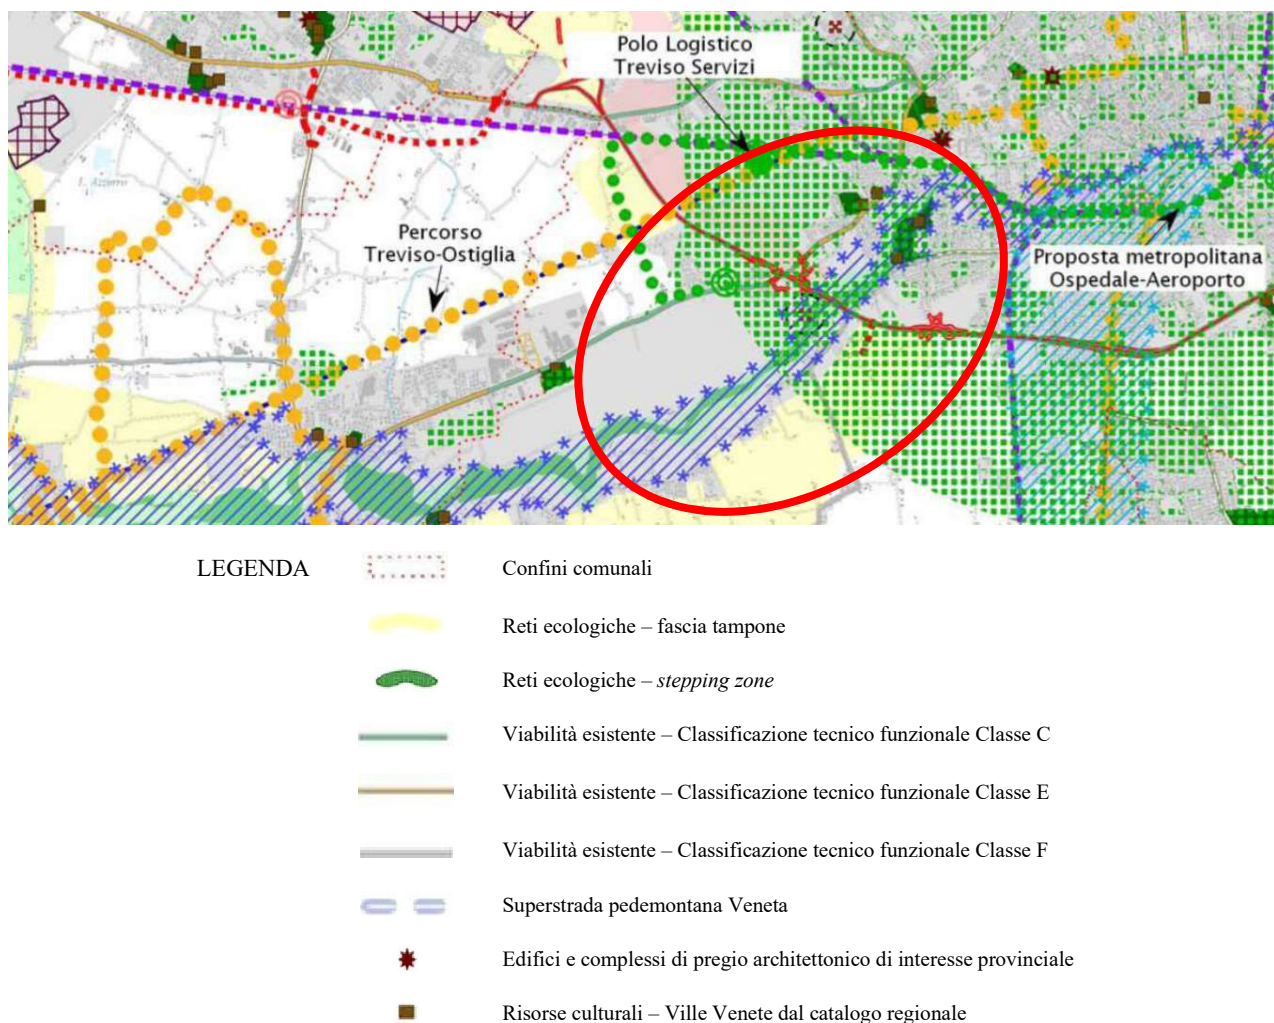 Polo Logistico
Treviso Servizi
Percorso
Treviso-Ostiglia
Proposta metropolitana
Ospedale-Aeroporto
LEGENDA
Confini comunali
Reti ecologiche – fascia tampone
Reti ecologiche – stepping zone
Viabilità esistente – Classificazione tecnico funzionale Classe C
Viabilità esistente – Classificazione tecnico funzionale Classe E
Viabilità esistente – Classificazione tecnico funzionale Classe F
Superstrada pedemontana Veneta
Edifici e complessi di pregio architettonico di interesse provinciale
Risorse culturali – Ville Venete dal catalogo regionale